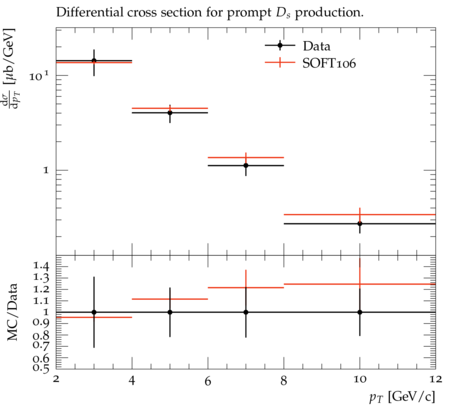 Differential cross section for prompt Dₛ production.
dσ/dp_T [μb/GeV]
Data
SOFT106
10¹
1
MC/Data
1.4
1.3
1.2
1.1
1
0.9
0.8
0.7
0.6
0.5
2 4 6 8 10 12
p_T [GeV/c]